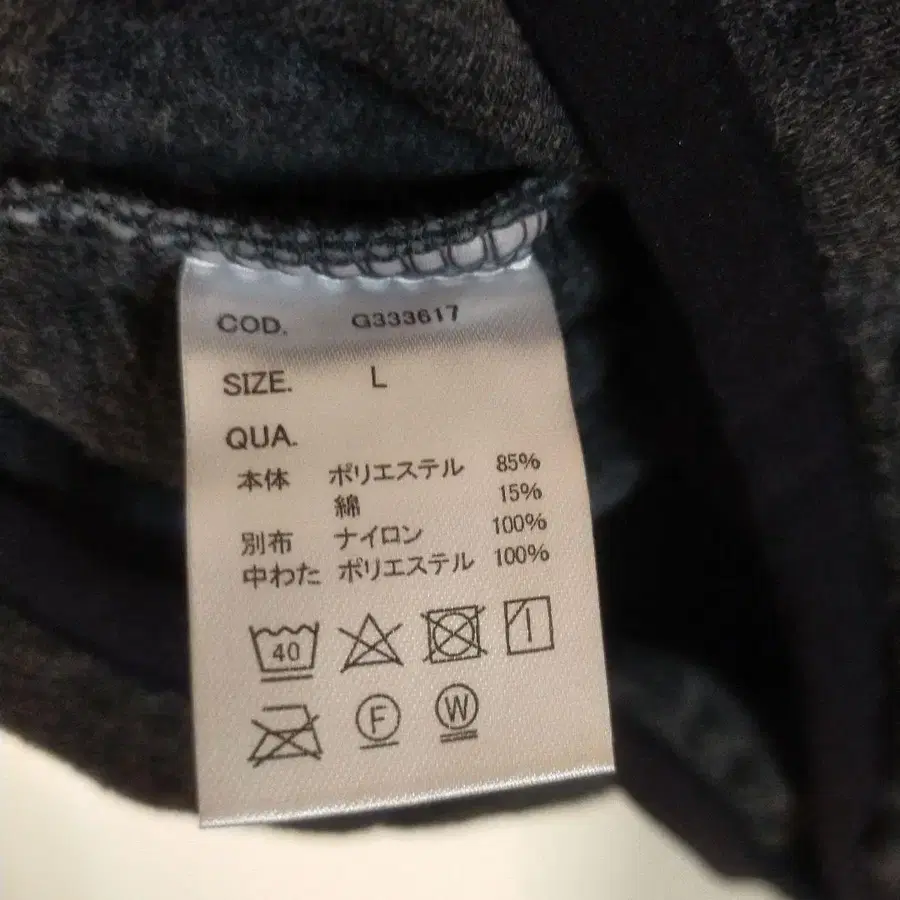 COD. G333617
SIZE. L
QUA.
本体 ポリエステル 85%
綿 15%
別布 ナイロン 100%
中わた ポリエステル 100%
40
F W